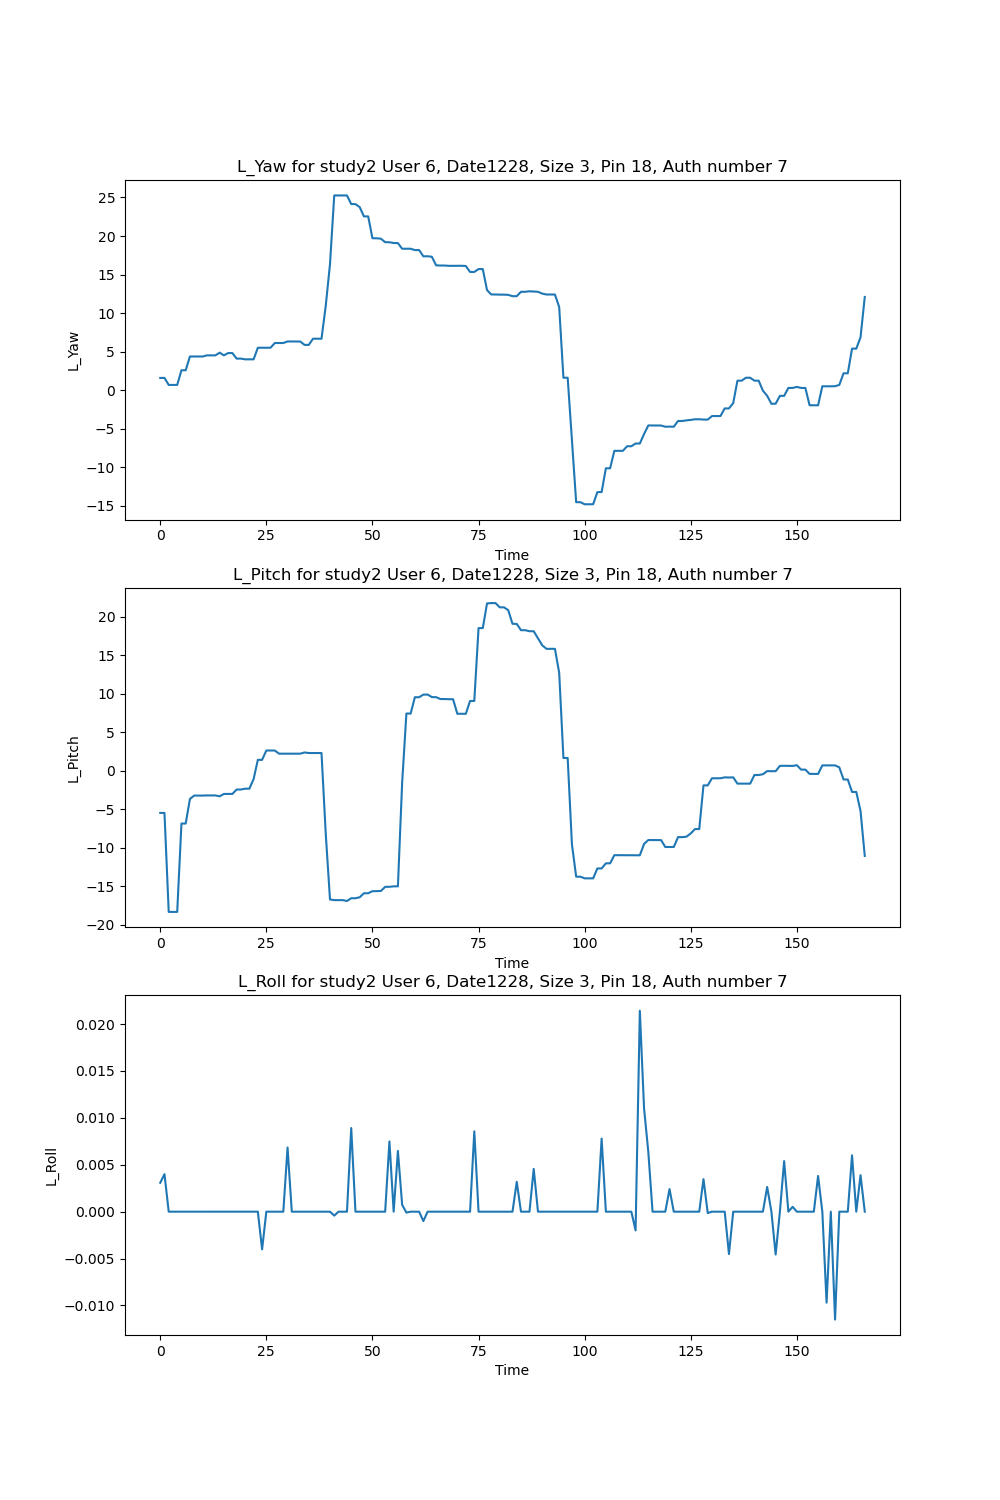 L_Yaw for study2 User 6, Date1228, Size 3, Pin 18, Auth number 7
25
20
15
10
5
0
−5
−10
−15
L_Yaw
0 25 50 75 100 125 150
Time
L_Pitch for study2 User 6, Date1228, Size 3, Pin 18, Auth number 7
20
15
10
5
0
−5
−10
−15
−20
L_Pitch
0 25 50 75 100 125 150
Time
L_Roll for study2 User 6, Date1228, Size 3, Pin 18, Auth number 7
0.020
0.015
0.010
0.005
0.000
−0.005
−0.010
L_Roll
0 25 50 75 100 125 150
Time